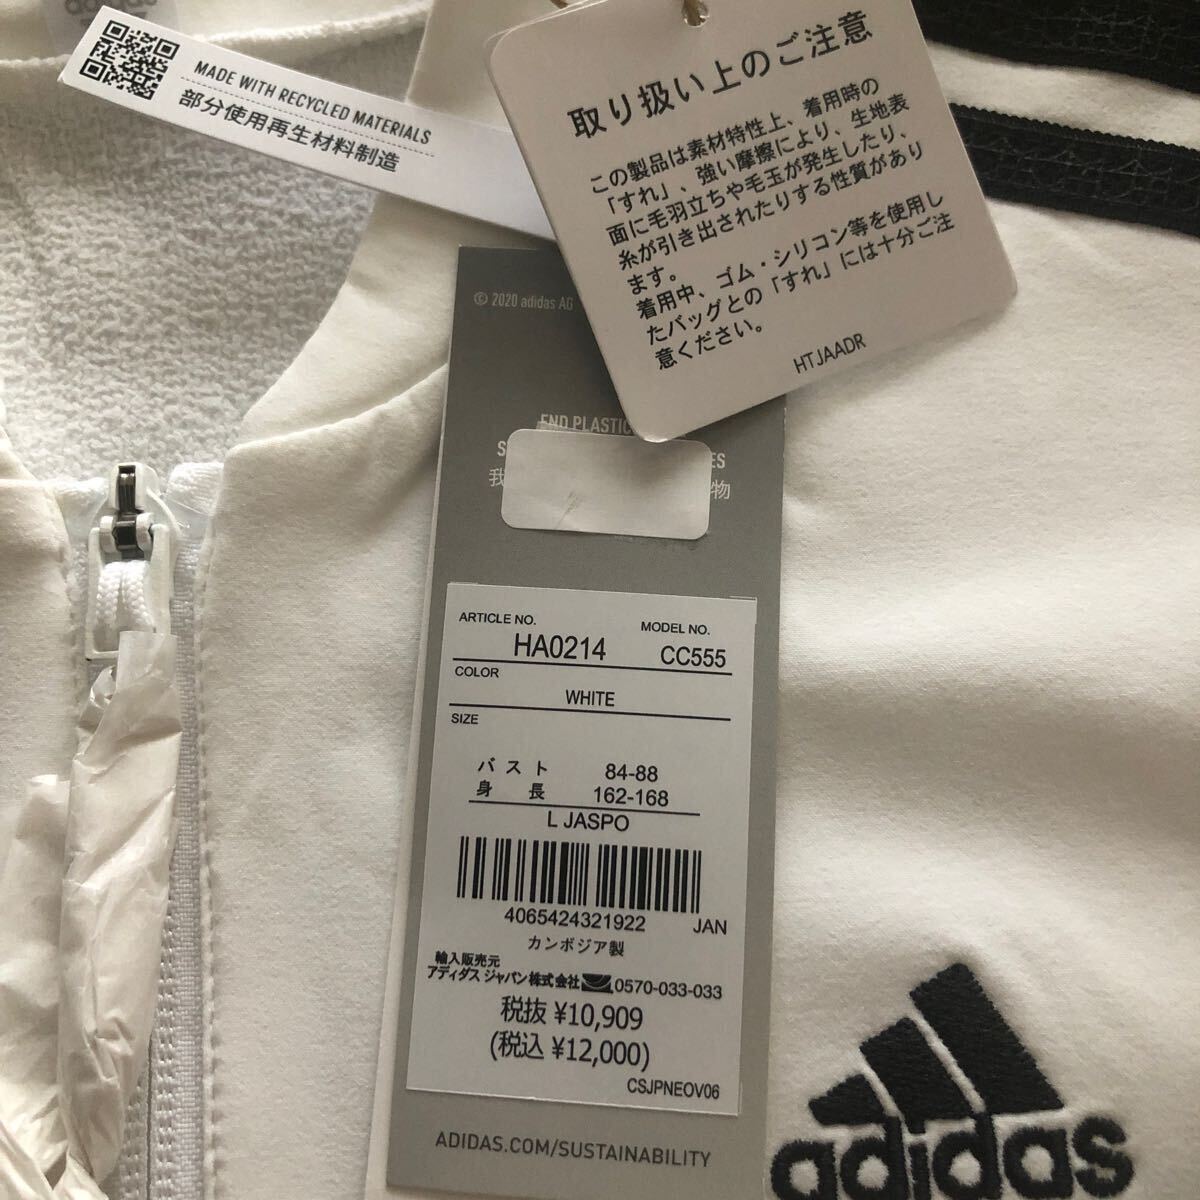 MADE WITH RECYCLED MATERIALS
部分使用再生材料制造
取り扱い上のご注意
この製品は素材特性上、着用時の
「すれ」、強い摩擦により、生地表
面に毛羽立ちや毛玉が発生したり、
糸が引き出されたりする性質があり
ます。
着用中、ゴム・シリコン等を使用し
たバッグとの「すれ」には十分ご注
意ください。
HTJAADR
© 2020 adidas AG
END PLASTIC
我
物
ARTICLE NO.
HA0214
MODEL NO.
CC555
COLOR
WHITE
SIZE
バスト 84-88
身長 162-168
L JASPO
4065424321922 JAN
カンボジア製
輸入販売元
アディダス ジャパン株式会社 0570-033-033
税抜 ¥10,909
(税込 ¥12,000)
CSJPNEOV06
ADIDAS.COM/SUSTAINABILITY
adidas